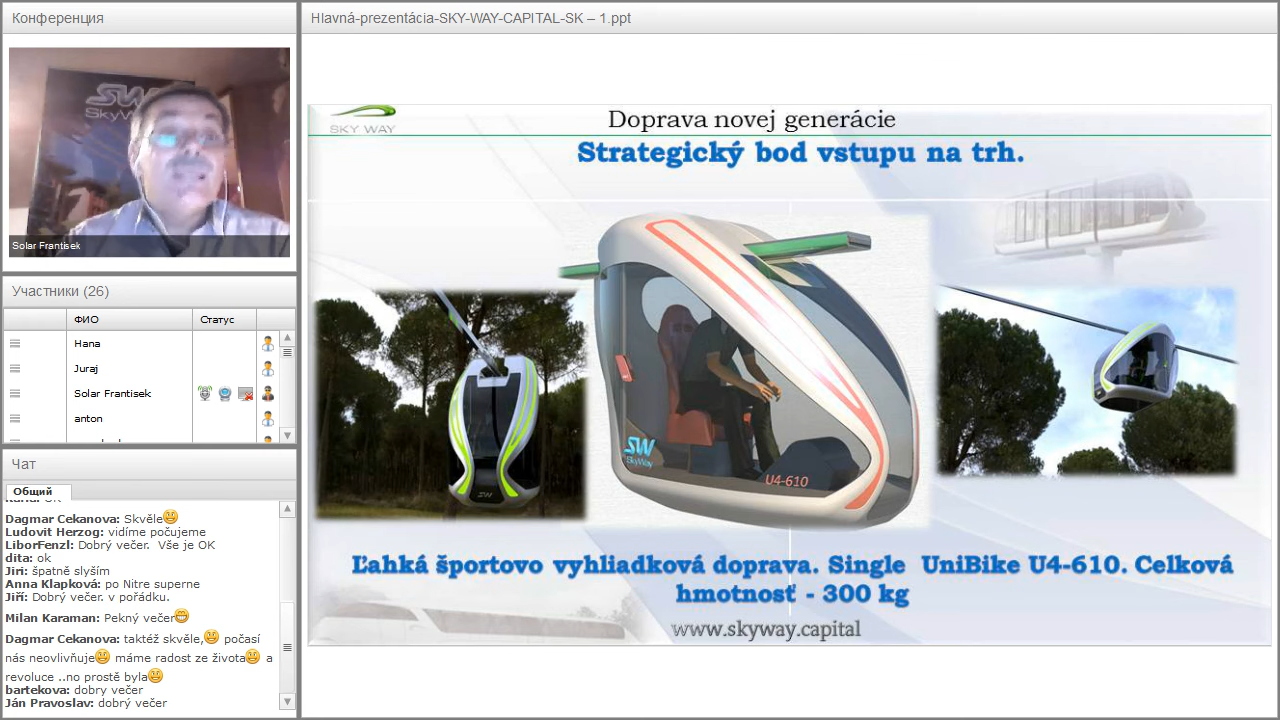 Конференция
SW
SkyW
Solar Frantisek
Участники (26)
ФИО
Статус
Hana
Juraj
Solar Frantisek
anton
Чат
Общий
Dagmar Cekanova: Skvěle
Ludovit Herzog: vidíme počujeme
LiborFenzl: Dobrý večer. Vše je OK
dita: ok
Jiri: špatně slyším
Anna Klapková: po Nitre superne
Jiří: Dobrý večer. v pořádku.
Milan Karaman: Pekný večer
Dagmar Cekanova: taktéž skvěle, počasí
nás neovlivňuje máme radost ze života a
revoluce ..no prostě byla
bartekova: dobry večer
Ján Pravoslav: dobrý večer
Hlavná-prezentácia-SKY-WAY-CAPITAL-SK – 1.ppt
SKY WAY
Doprava novej generácie
Strategický bod vstupu na trh.
SW
SkyWay
U4-610
SW
Ľahká športovo vyhliadková doprava. Single UniBike U4-610. Celková
hmotnosť - 300 kg
www.skyway.capital